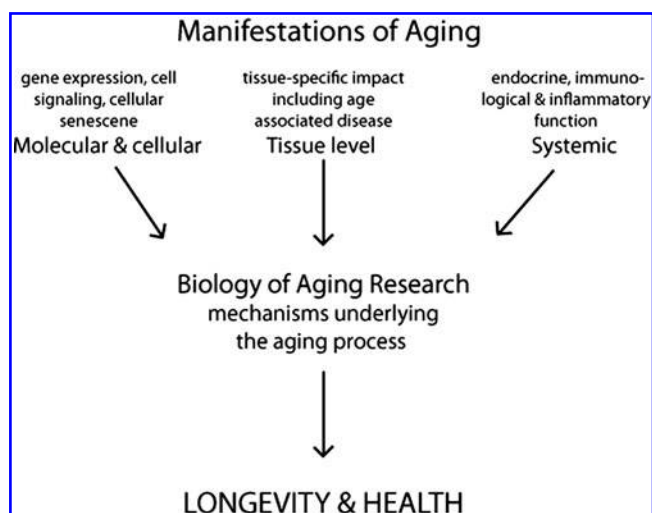 Manifestations of Aging
gene expression, cell
signaling, cellular
senescene
Molecular & cellular
tissue-specific impact
including age
associated disease
Tissue level
endocrine, immuno-
logical & inflammatory
function
Systemic
Biology of Aging Research
mechanisms underlying
the aging process
LONGEVITY & HEALTH